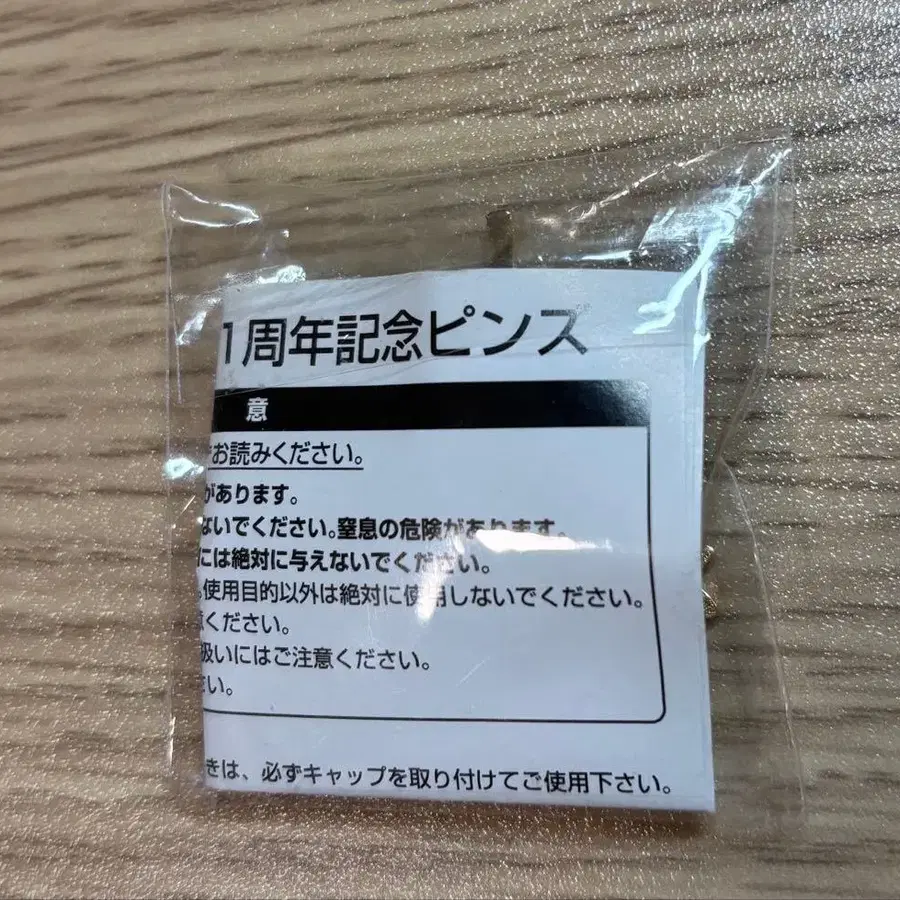 1周年記念ピンズ
意
お読みください。
があります。
ないでください。窒息の危険があります。
には絶対に与えないでください。
使用目的以外は絶対に使用しないでください。
ください。
扱いにはご注意ください。
さい。
きは、必ずキャップを取り付けてご使用下さい。